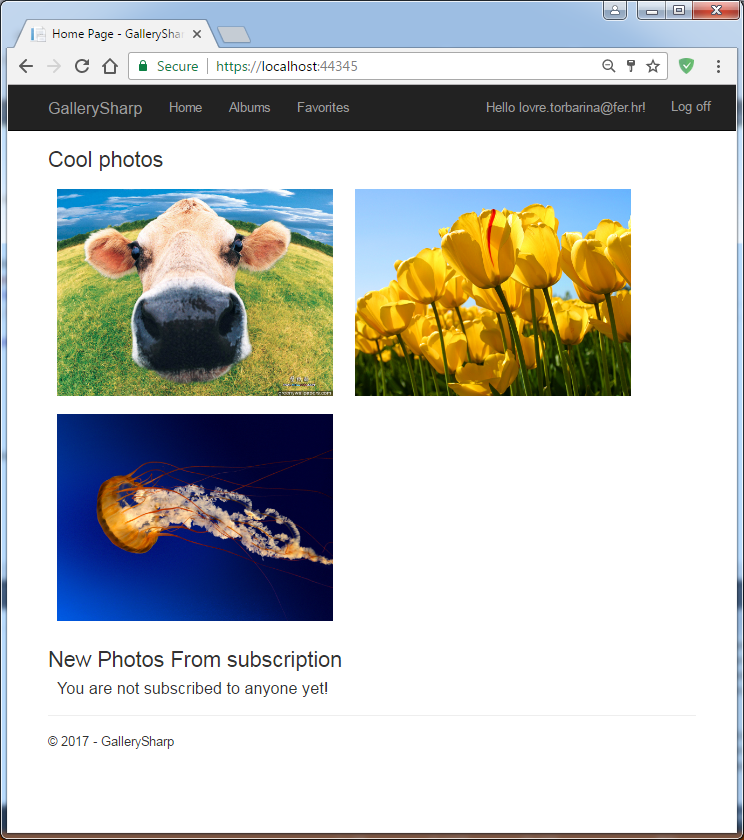 Home Page - GallerySha
Secure https://localhost:44345
GallerySharp Home Albums Favorites Hello lovre.torbarina@fer.hr! Log off
Cool photos
New Photos From subscription
You are not subscribed to anyone yet!
© 2017 - GallerySharp